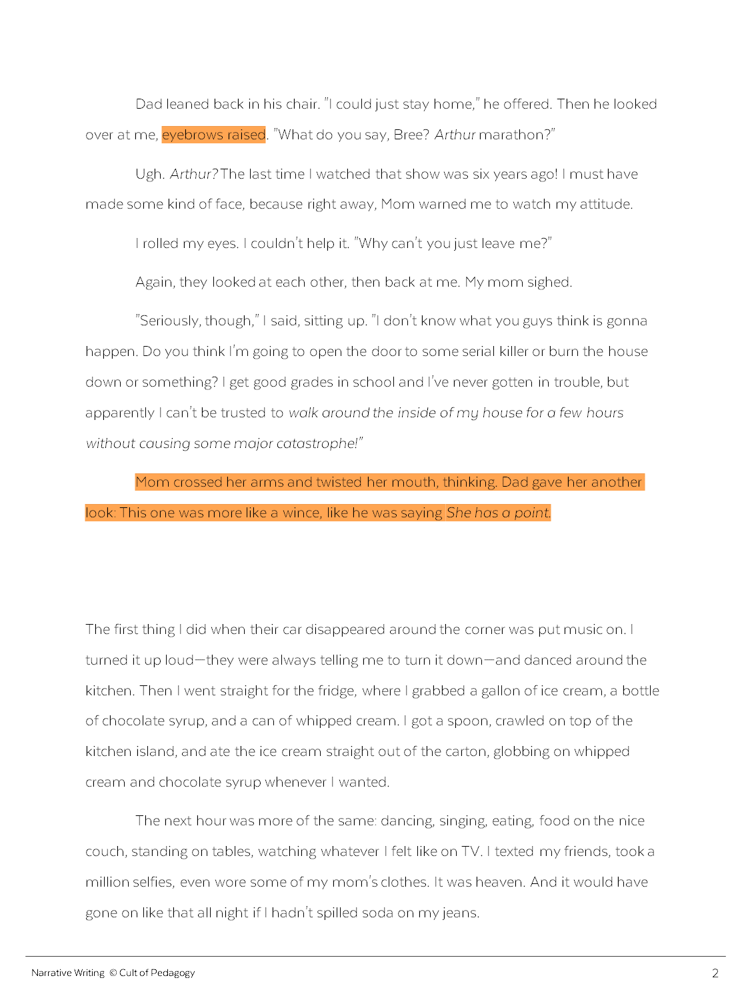 Dad leaned back in his chair. "I could just stay home," he offered. Then he looked
over at me, eyebrows raised. "What do you say, Bree? Arthur marathon?"
Ugh. Arthur? The last time I watched that show was six years ago! I must have
made some kind of face, because right away, Mom warned me to watch my attitude.
I rolled my eyes. I couldn't help it. "Why can't you just leave me?"
Again, they looked at each other, then back at me. My mom sighed.
"Seriously, though," I said, sitting up. "I don't know what you guys think is gonna
happen. Do you think I'm going to open the door to some serial killer or burn the house
down or something? I get good grades in school and I've never gotten in trouble, but
apparently I can't be trusted to walk around the inside of my house for a few hours
without causing some major catastrophe!"
Mom crossed her arms and twisted her mouth, thinking. Dad gave her another
look: This one was more like a wince, like he was saying She has a point.
The first thing I did when their car disappeared around the corner was put music on. I
turned it up loud—they were always telling me to turn it down—and danced around the
kitchen. Then I went straight for the fridge, where I grabbed a gallon of ice cream, a bottle
of chocolate syrup, and a can of whipped cream. I got a spoon, crawled on top of the
kitchen island, and ate the ice cream straight out of the carton, globbing on whipped
cream and chocolate syrup whenever I wanted.
The next hour was more of the same: dancing, singing, eating, food on the nice
couch, standing on tables, watching whatever I felt like on TV. I texted my friends, took a
million selfies, even wore some of my mom's clothes. It was heaven. And it would have
gone on like that all night if I hadn't spilled soda on my jeans.
Narrative Writing © Cult of Pedagogy
2